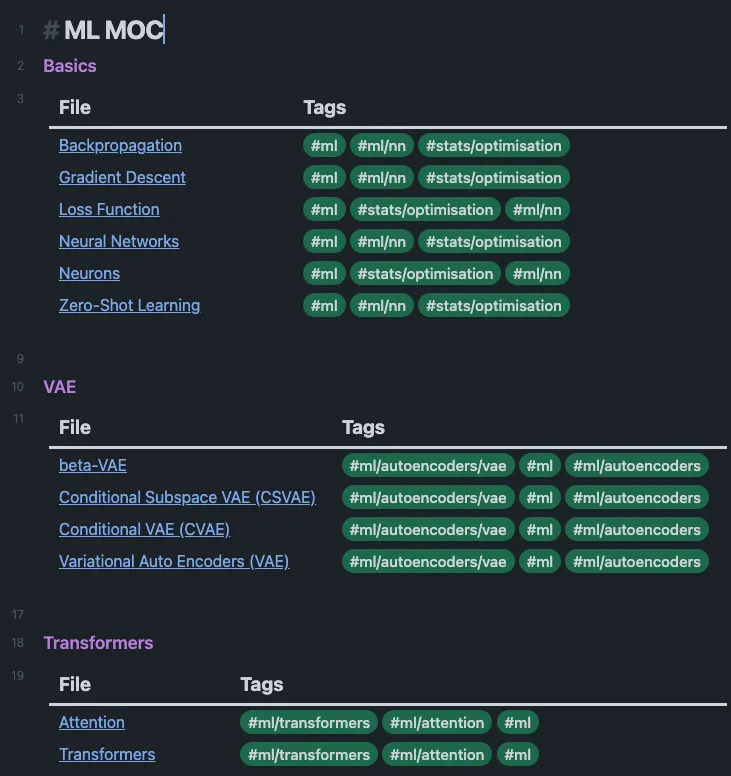 1 # ML MOC
2 Basics
3 File Tags
Backpropagation #ml #ml/nn #stats/optimisation
Gradient Descent #ml #ml/nn #stats/optimisation
Loss Function #ml #stats/optimisation #ml/nn
Neural Networks #ml #ml/nn #stats/optimisation
Neurons #ml #stats/optimisation #ml/nn
Zero-Shot Learning #ml #ml/nn #stats/optimisation
9
10 VAE
11 File Tags
beta-VAE #ml/autoencoders/vae #ml #ml/autoencoders
Conditional Subspace VAE (CSVAE) #ml/autoencoders/vae #ml #ml/autoencoders
Conditional VAE (CVAE) #ml/autoencoders/vae #ml #ml/autoencoders
Variational Auto Encoders (VAE) #ml/autoencoders/vae #ml #ml/autoencoders
17
18 Transformers
19 File Tags
Attention #ml/transformers #ml/attention #ml
Transformers #ml/transformers #ml/attention #ml